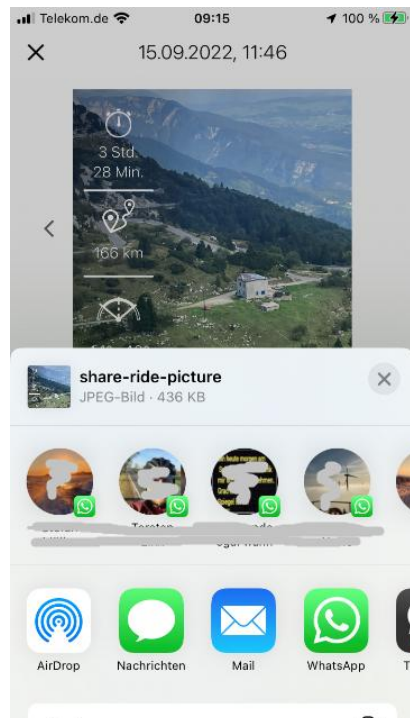 Telekom.de 09:15 100 %
15.09.2022, 11:46
3 Std.
28 Min.
166 km
share-ride-picture
JPEG-Bild · 436 KB
Torsten
AirDrop Nachrichten Mail WhatsApp